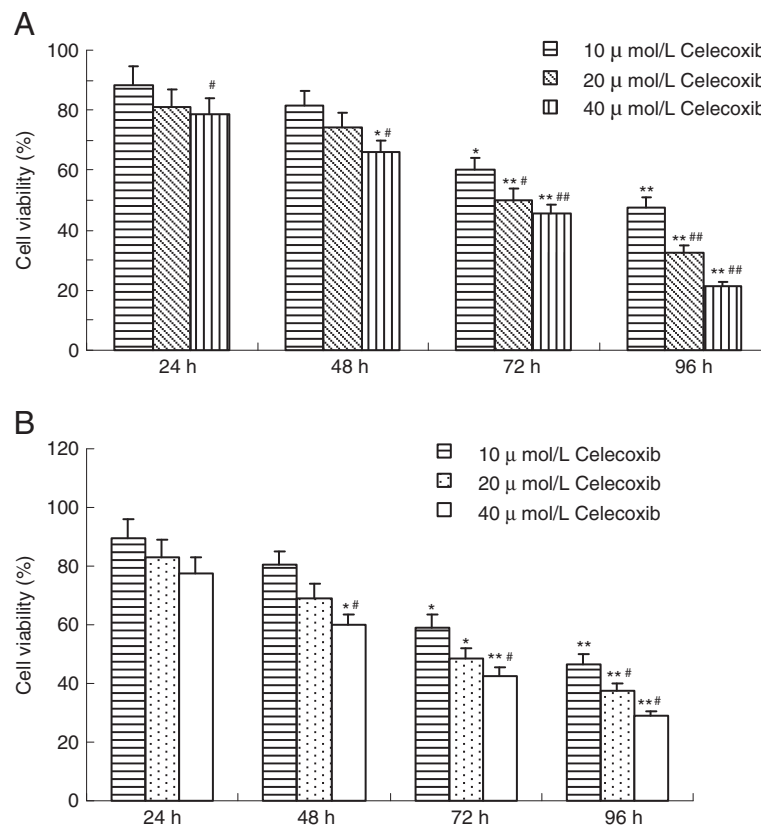 A
100
80
60
40
20
0
Cell viability (%)
10 μ mol/L Celecoxib
20 μ mol/L Celecoxib
40 μ mol/L Celecoxib
#
* #
*
** #
** ##
**
** ##
** ##
24 h 48 h 72 h 96 h
B
120
100
80
60
40
20
0
Cell viability (%)
10 μ mol/L Celecoxib
20 μ mol/L Celecoxib
40 μ mol/L Celecoxib
* #
*
*
** #
**
** #
**#
24 h 48 h 72 h 96 h